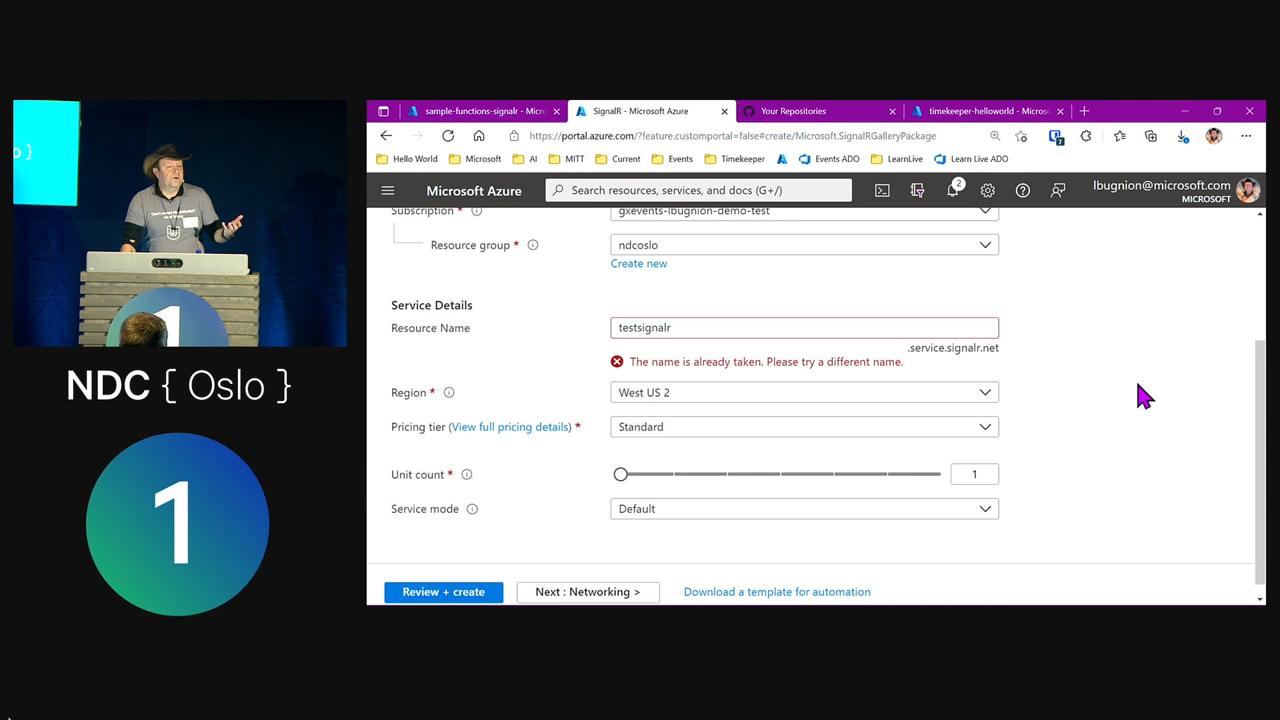 o }
NDC { Oslo }
1
1
sample-functions-signalr - Micro
SignalR - Microsoft Azure
Your Repositories
timekeeper-helloworld - Microso
https://portal.azure.com/?feature.customportal=false#create/Microsoft.SignalRGalleryPackage
7
Hello World
Microsoft
AI
MITT
Current
Events
Timekeeper
Events ADO
LearnLive
Learn Live ADO
Microsoft Azure
Search resources, services, and docs (G+/)
2
lbugnion@microsoft.com
MICROSOFT
Subscription *
gxevents-lbugnion-demo-test
Resource group *
ndcoslo
Create new
Service Details
Resource Name
testsignalr
.service.signalr.net
The name is already taken. Please try a different name.
Region *
West US 2
Pricing tier (View full pricing details) *
Standard
Unit count *
1
Service mode
Default
Review + create
Next : Networking >
Download a template for automation